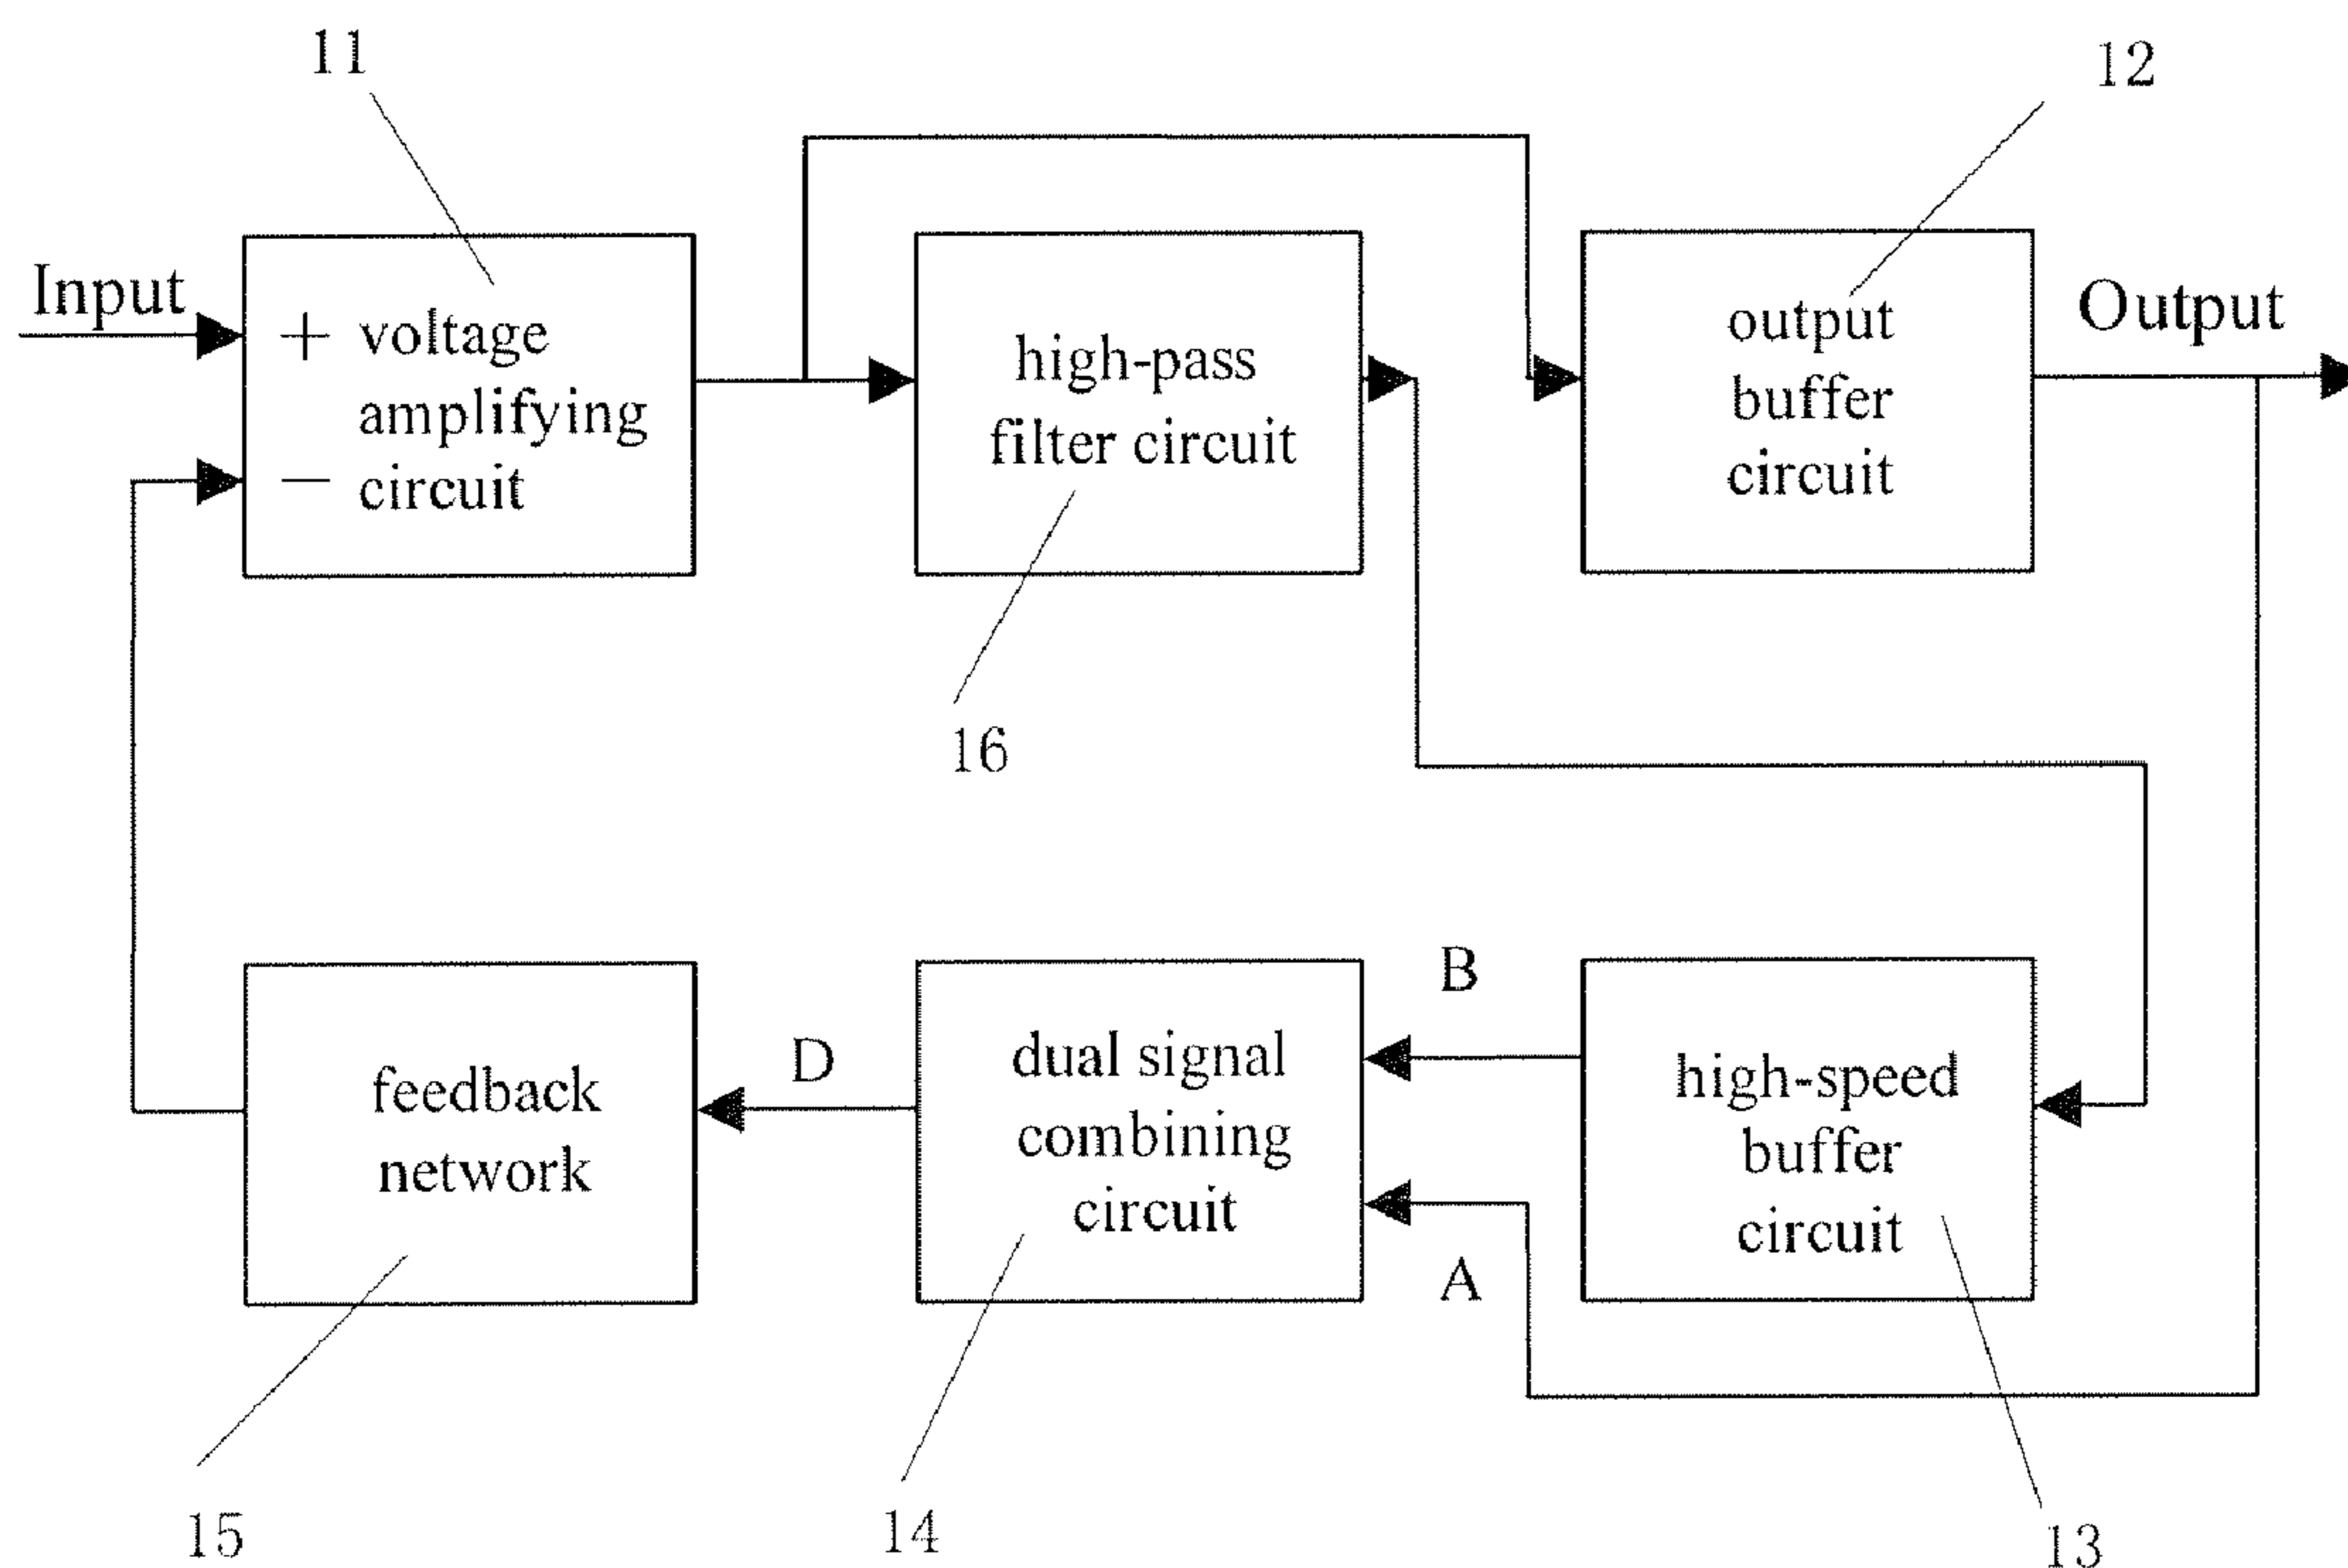 11
12
Input
+ voltage
amplifying
− circuit
high-pass
filter circuit
output
buffer
circuit
Output
16
feedback
network
D
dual signal
combining
circuit
B
A
high-speed
buffer
circuit
15
14
13